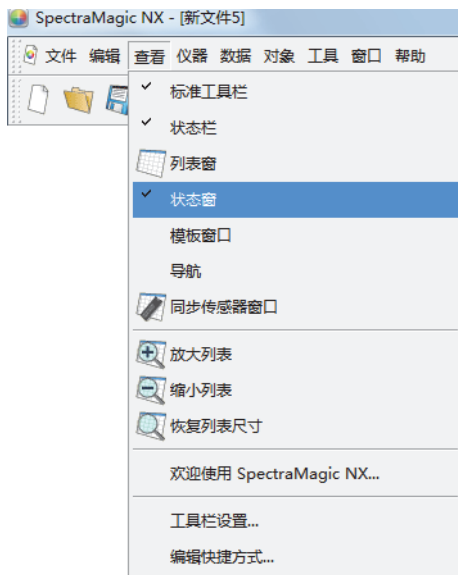 SpectraMagic NX - [新文件5]
文件 编辑 查看 仪器 数据 对象 工具 窗口 帮助
标准工具栏
状态栏
列表窗
状态窗
模板窗口
导航
同步传感器窗口
放大列表
缩小列表
恢复列表尺寸
欢迎使用 SpectraMagic NX...
工具栏设置...
编辑快捷方式...